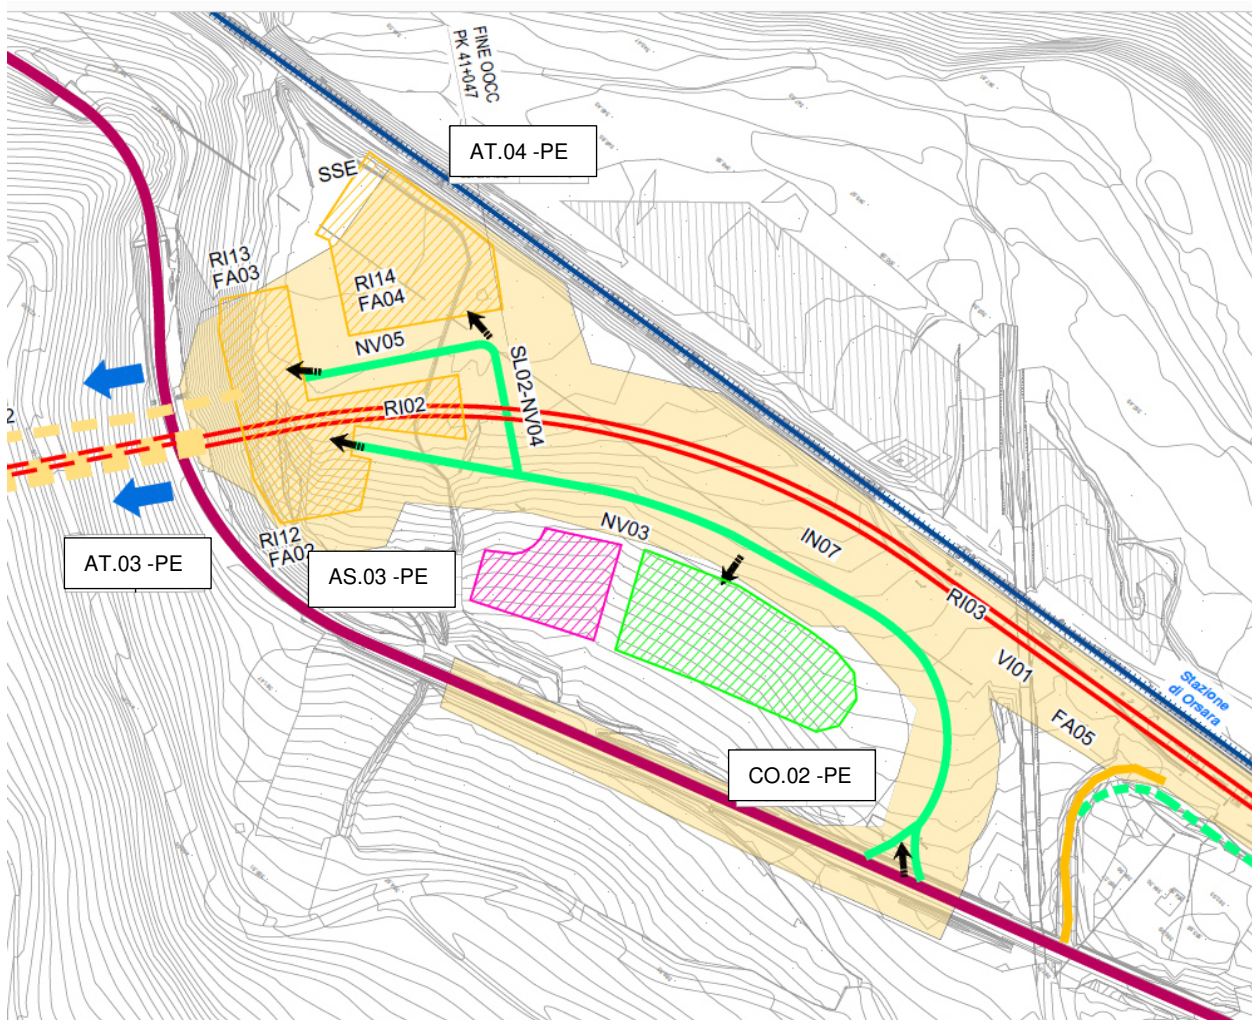 FINE OOCC
PK 41+047
AT.04 -PE
SSE
RI13
FA03
RI14
FA04
NV05
SL02-NV04
RI02
2
NV03
IN07
RI12
FA02
AT.03 -PE
AS.03 -PE
RI03
VI01
Stazione
di Orsara
FA05
CO.02 -PE